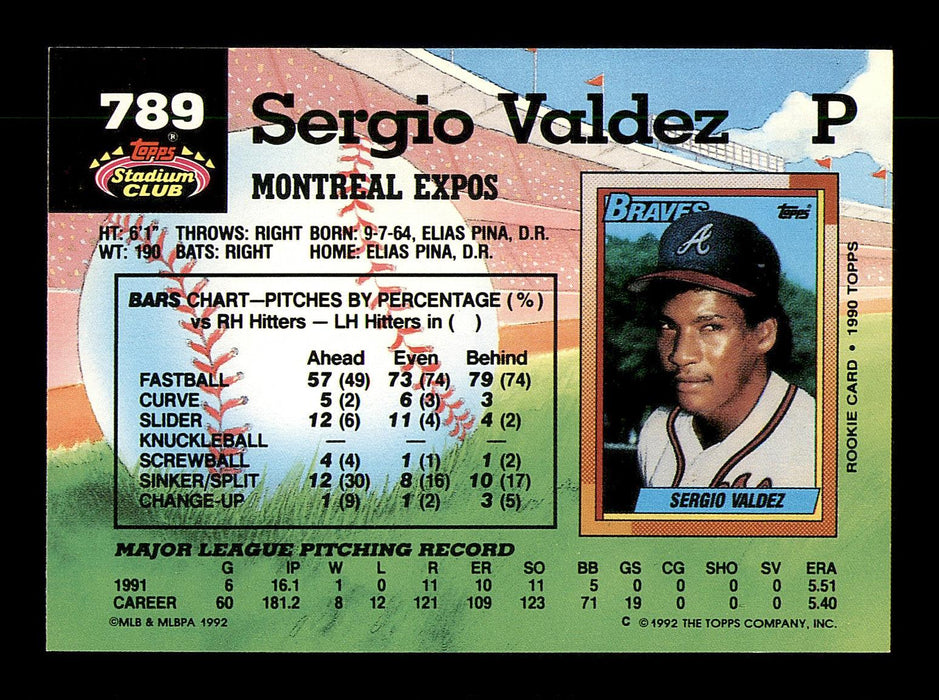 789
Topps®
Stadium
CLUB
Sergio Valdez P
MONTREAL EXPOS
HT: 6'1" THROWS: RIGHT BORN: 9-7-64, ELIAS PINA, D.R.
WT: 190 BATS: RIGHT HOME: ELIAS PINA, D.R.
BARS CHART—PITCHES BY PERCENTAGE (%)
vs RH Hitters — LH Hitters in ( )
Ahead Even Behind
FASTBALL 57 (49) 73 (74) 79 (74)
CURVE 5 (2) 6 (3) 3
SLIDER 12 (6) 11 (4) 4 (2)
KNUCKLEBALL — — —
SCREWBALL 4 (4) 1 (1) 1 (2)
SINKER/SPLIT 12 (30) 8 (16) 10 (17)
CHANGE-UP 1 (9) 1 (2) 3 (5)
BRAVES topps®
A
SERGIO VALDEZ
ROOKIE CARD • 1990 TOPPS
MAJOR LEAGUE PITCHING RECORD
G IP W L R ER SO BB GS CG SHO SV ERA
1991 6 16.1 1 0 11 10 11 5 0 0 0 0 5.51
CAREER 60 181.2 8 12 121 109 123 71 19 0 0 0 5.40
©MLB & MLBPA 1992 C ©1992 THE TOPPS COMPANY, INC.